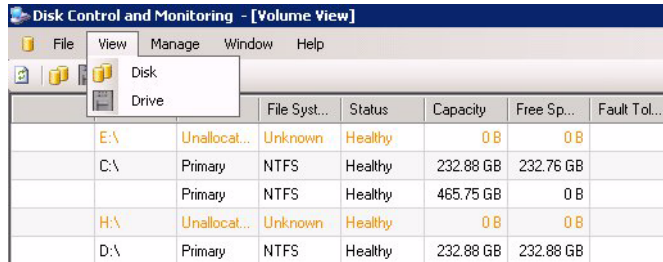 Disk Control and Monitoring - [Volume View]
File View Manage Window Help
Disk
Drive
File Syst... Status Capacity Free Sp... Fault Tol...
E:\ Unallocat... Unknown Healthy 0 B 0 B
C:\ Primary NTFS Healthy 232.88 GB 232.76 GB
Primary NTFS Healthy 465.75 GB 0 B
H:\ Unallocat... Unknown Healthy 0 B 0 B
D:\ Primary NTFS Healthy 232.88 GB 232.88 GB